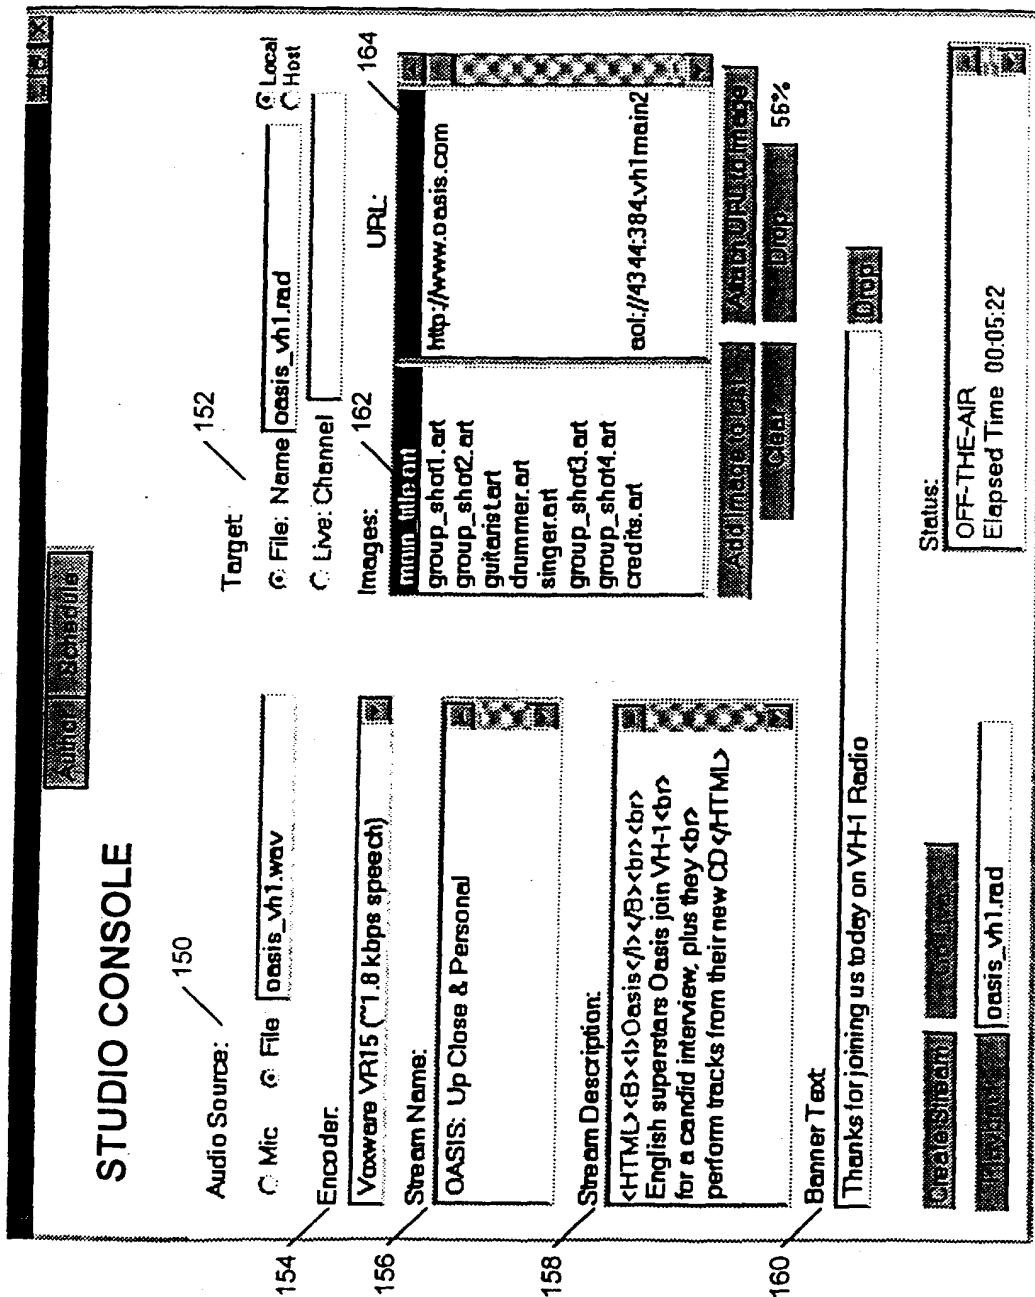 Author Schedule
STUDIO CONSOLE
150
Audio Source:
Mic File oasis_vh1.wav
154
Encoder:
Voxware VR15 (~1.8 kbps speech)
156
Stream Name:
OASIS: Up Close & Personal
158
Stream Description:
<HTML><B><I>Oasis</I></B><br><br>
English superstars Oasis join VH-1<br>
for a candid interview, plus they <br>
perform tracks from their new CD</HTML>
160
Banner Text
Thanks for joining us today on VH-1 Radio
Drop
Create Stream
Playback oasis_vh1.rad
152
Target
File: Name oasis_vh1.rad
Local
Host
Live: Channel
162
Images:
164
URL:
main_title.art
group_shot1.art http://www.oasis.com
group_shot2.art
guitarist.art
drummer.art
singer.art
group_shot3.art
group_shot4.art
credits.art aol://4344:384.vh1main2
Add Image to List Attach URL to Image
Clear Drop 56%
Status:
OFF-THE-AIR
Elapsed Time 00:05:22